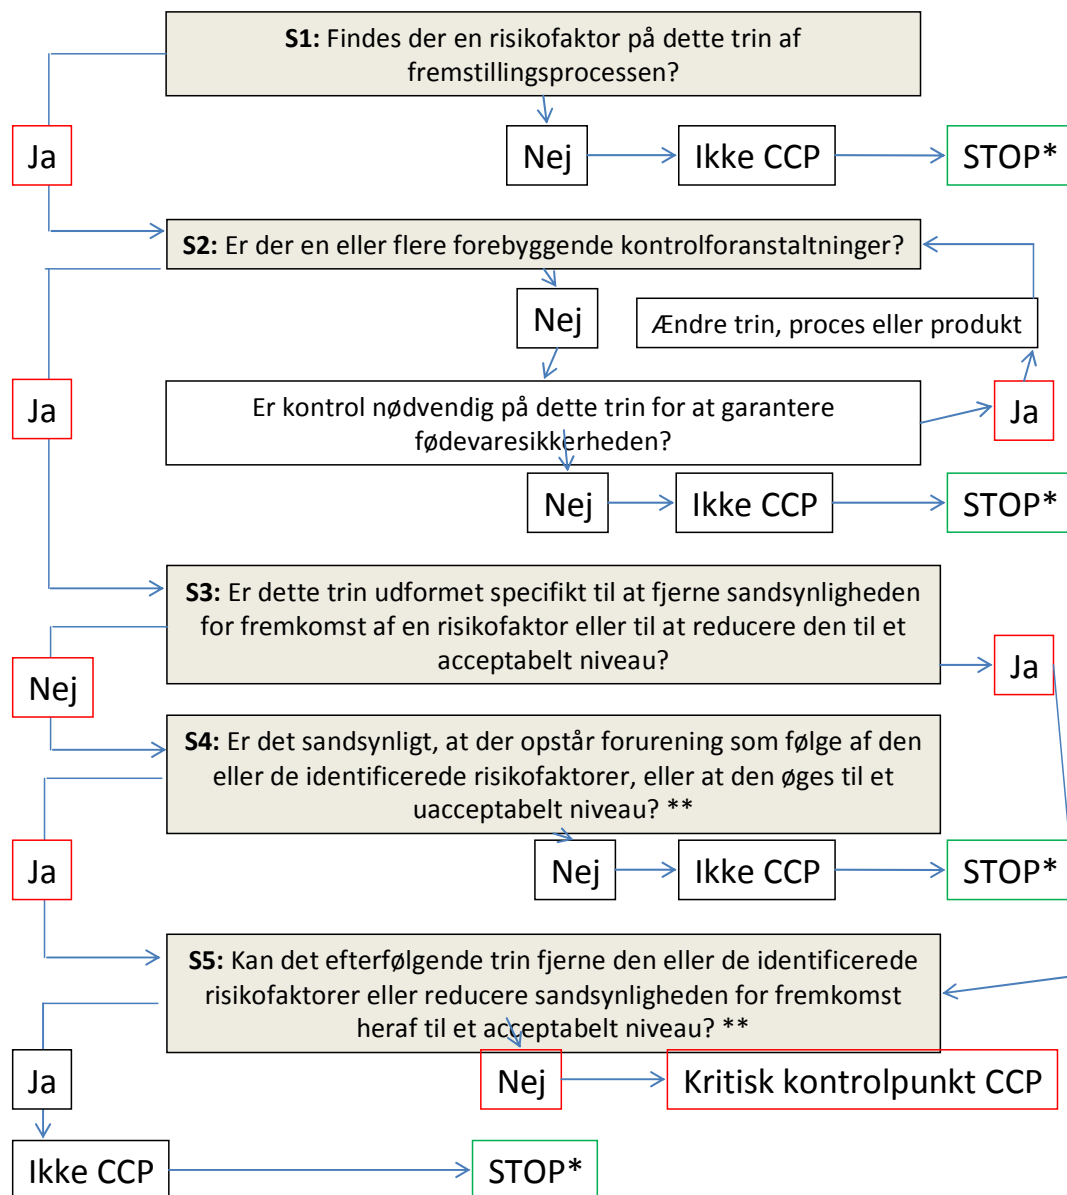 S1: Findes der en risikofaktor på dette trin af
fremstillingsprocessen?
Ja
Nej
Ikke CCP
STOP*
S2: Er der en eller flere forebyggende kontrolforanstaltninger?
Nej
Ændre trin, proces eller produkt
Ja
Er kontrol nødvendig på dette trin for at garantere
fødevaresikkerheden?
Ja
Nej
Ikke CCP
STOP*
S3: Er dette trin udformet specifikt til at fjerne sandsynligheden
for fremkomst af en risikofaktor eller til at reducere den til et
acceptabelt niveau?
Ja
Nej
S4: Er det sandsynligt, at der opstår forurening som følge af den
eller de identificerede risikofaktorer, eller at den øges til et
uacceptabelt niveau? **
Ja
Nej
Ikke CCP
STOP*
S5: Kan det efterfølgende trin fjerne den eller de identificerede
risikofaktorer eller reducere sandsynligheden for fremkomst
heraf til et acceptabelt niveau? **
Ja
Nej
Kritisk kontrolpunkt CCP
Ikke CCP
STOP*